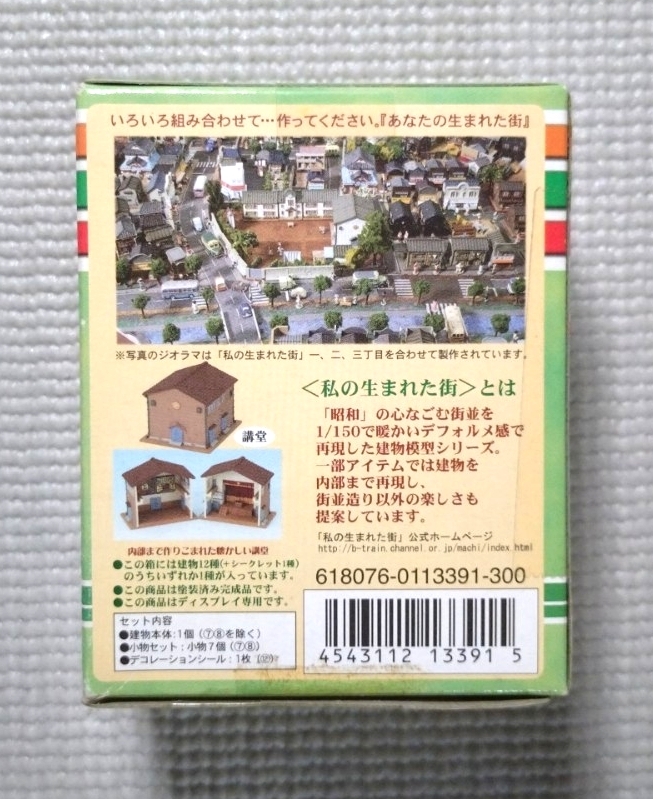 いろいろ組み合わせて…作ってください。『あなたの生まれた街』
※写真のジオラマは「私の生まれた街」一、二、三丁目を合わせて製作されています。
講堂
内部まで作りこまれた懐かしい講堂
●この箱には建物12種(+シークレット1種)
のうちいずれか1種が入っています。
●この商品は塗装済み完成品です。
●この商品はディスプレイ専用です。
セット内容
●建物本体:1個(⑦⑧を除く)
●小物セット:小物7個(⑦⑧)
●デコレーションシール:1枚
<私の生まれた街>とは
「昭和」の心なごむ街並を
1/150で暖かいデフォルメ感で
再現した建物模型シリーズ。
一部アイテムでは建物を
内部まで再現し、
街並造り以外の楽しさも
提案しています。
「私の生まれた街」公式ホームページ
http://b-train.channel.or.jp/machi/index.html
618076-0113391-300
4543112 133915